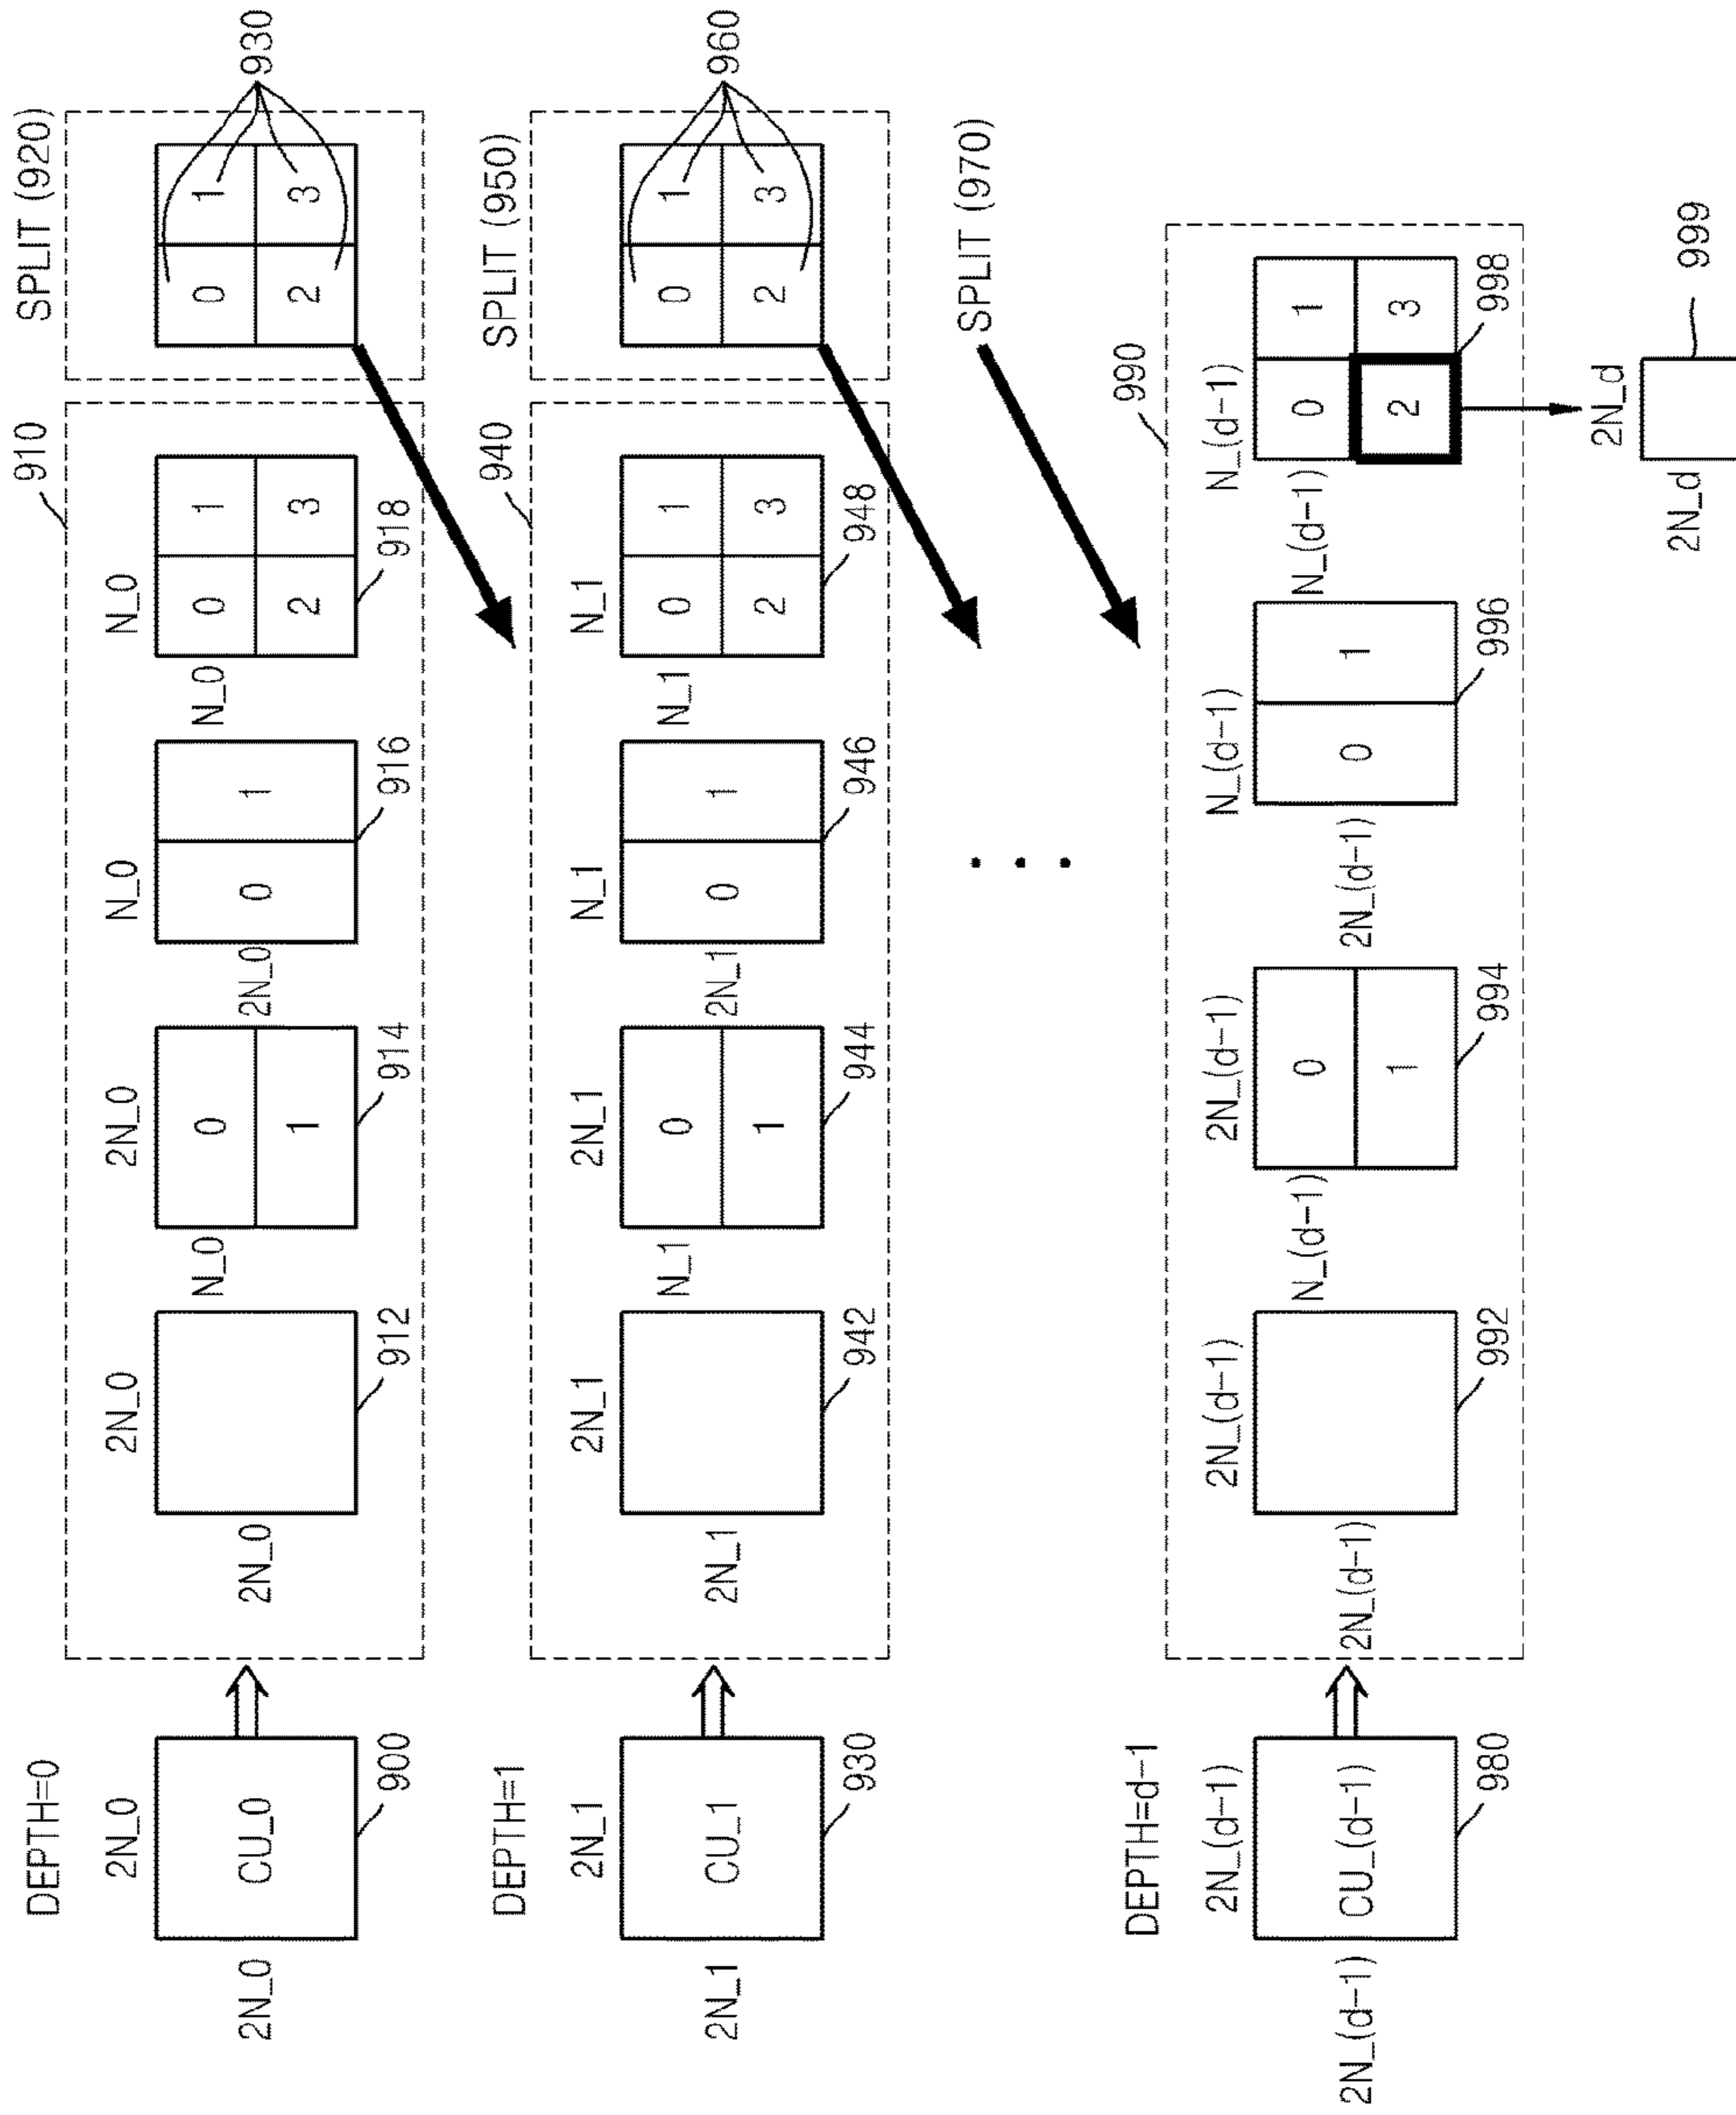 DEPTH=0
2N_0
2N_0
CU_0
900
910
2N_0
2N_0
912
2N_0
N_0
0
1
914
N_0
2N_0
0
1
916
N_0
N_0
0
1
2
3
918
SPLIT (920)
0
1
2
3
930
DEPTH=1
2N_1
2N_1
CU_1
930
940
2N_1
2N_1
942
2N_1
N_1
0
1
944
N_1
2N_1
0
1
946
N_1
N_1
0
1
2
3
948
SPLIT (950)
0
1
2
3
960
SPLIT (970)
DEPTH=d-1
2N_(d-1)
2N_(d-1)
CU_(d-1)
980
990
2N_(d-1)
2N_(d-1)
992
2N_(d-1)
N_(d-1)
0
1
994
N_(d-1)
2N_(d-1)
0
1
996
N_(d-1)
N_(d-1)
0
1
2
3
998
2N_d
2N_d
999